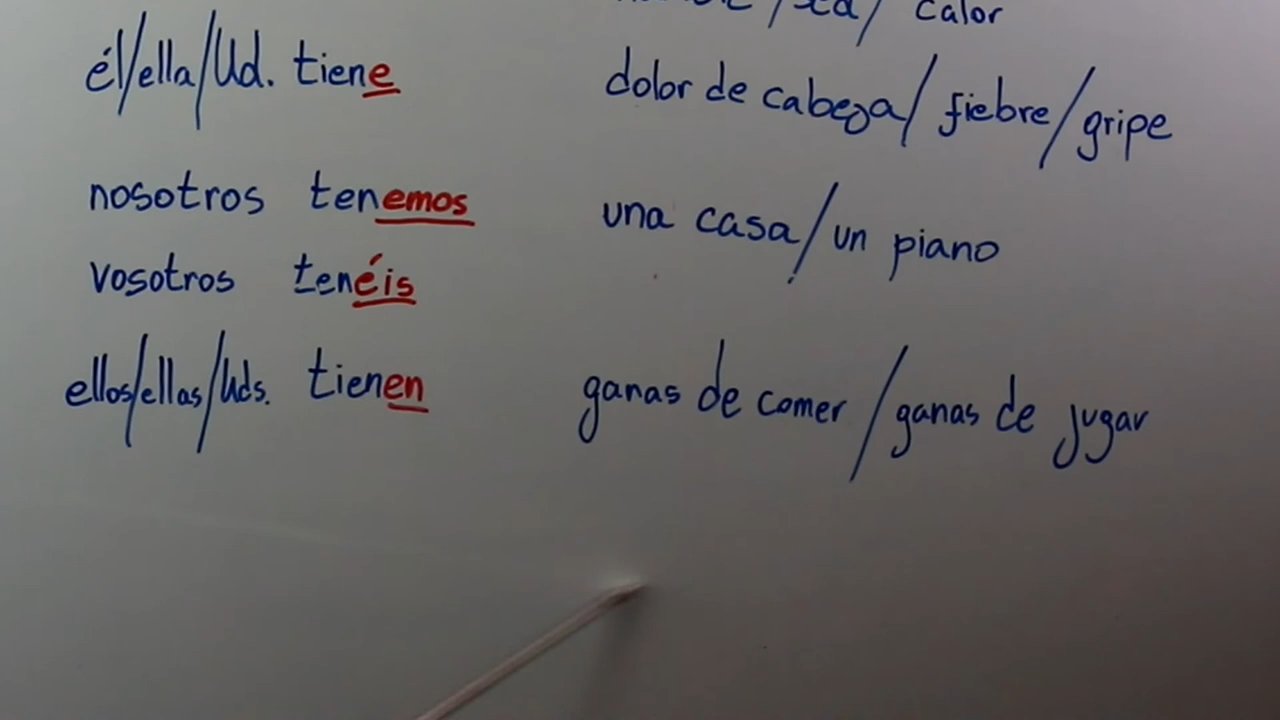 calor
él/ella/Ud. tiene
dolor de cabeza/fiebre/gripe
nosotros tenemos
una casa/un piano
vosotros tenéis
ellos/ellas/Uds. tienen
ganas de comer/ganas de jugar